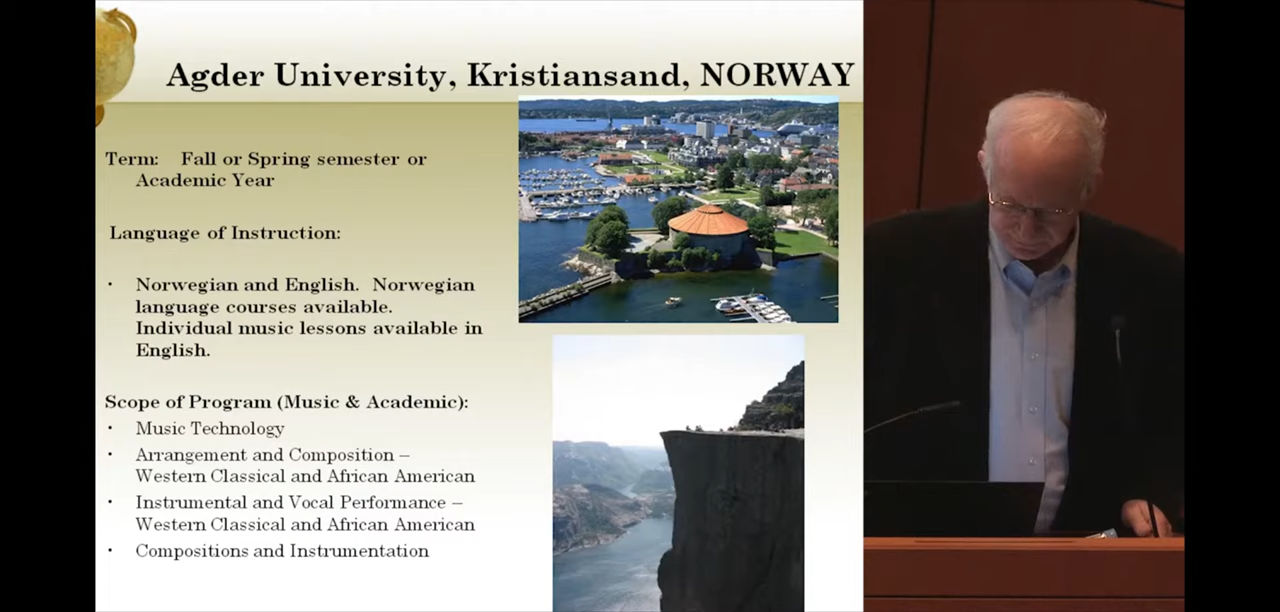 Agder University, Kristiansand, NORWAY
Term: Fall or Spring semester or
Academic Year
Language of Instruction:
· Norwegian and English. Norwegian
language courses available.
Individual music lessons available in
English.
Scope of Program (Music & Academic):
· Music Technology
· Arrangement and Composition –
Western Classical and African American
· Instrumental and Vocal Performance –
Western Classical and African American
· Compositions and Instrumentation